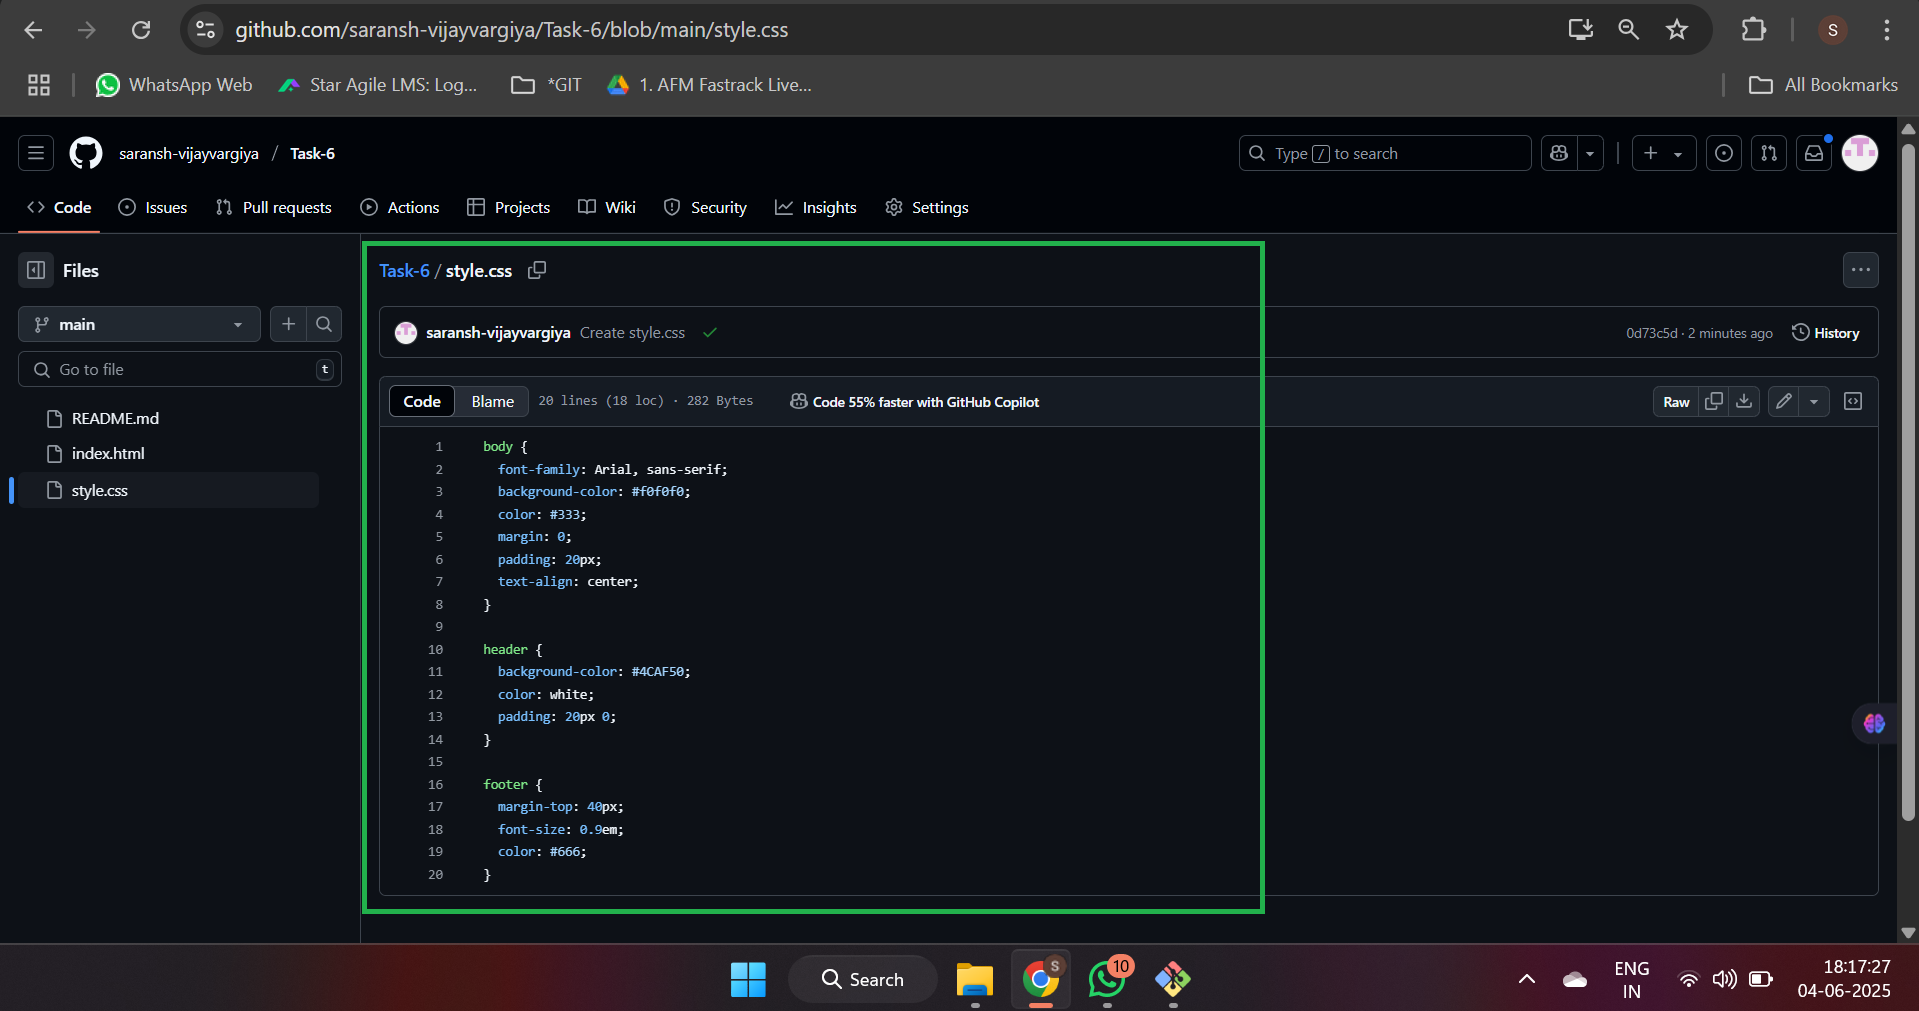 github.com/saransh-vijayvargiya/Task-6/blob/main/style.css
S
WhatsApp Web
Star Agile LMS: Log...
*GIT
1. AFM Fastrack Live...
All Bookmarks
saransh-vijayvargiya / Task-6
Type / to search
Code
Issues
Pull requests
Actions
Projects
Wiki
Security
Insights
Settings
Files
main
Go to file
t
README.md
index.html
style.css
Task-6 / style.css
saransh-vijayvargiya Create style.css
0d73c5d · 2 minutes ago
History
Code
Blame
20 lines (18 loc) · 282 Bytes
Code 55% faster with GitHub Copilot
Raw
1 body {
2 font-family: Arial, sans-serif;
3 background-color: #f0f0f0;
4 color: #333;
5 margin: 0;
6 padding: 20px;
7 text-align: center;
8 }
9
10 header {
11 background-color: #4CAF50;
12 color: white;
13 padding: 20px 0;
14 }
15
16 footer {
17 margin-top: 40px;
18 font-size: 0.9em;
19 color: #666;
20 }
Search
S
10
ENG
IN
18:17:27
04-06-2025